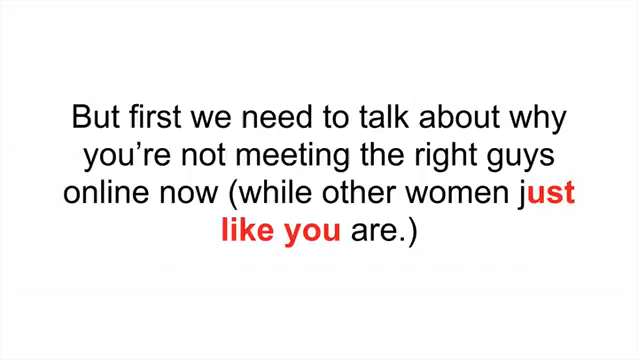 But first we need to talk about why
you're not meeting the right guys
online now (while other women just
like you are.)